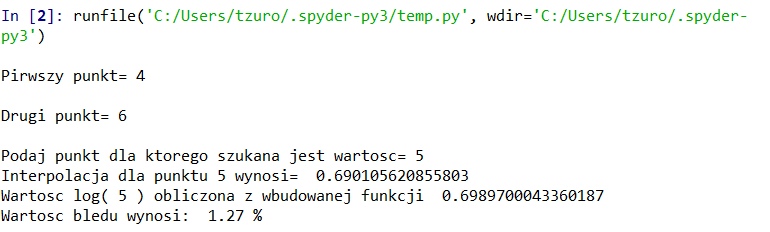 In [2]: runfile('C:/Users/tzuro/.spyder-py3/temp.py', wdir='C:/Users/tzuro/.spyder-
py3')
Pirwszy punkt= 4
Drugi punkt= 6
Podaj punkt dla ktorego szukana jest wartosc= 5
Interpolacja dla punktu 5 wynosi=  0.690105620855803
Wartosc log( 5 ) obliczona z wbudowanej funkcji  0.6989700043360187
Wartosc bledu wynosi:  1.27 %